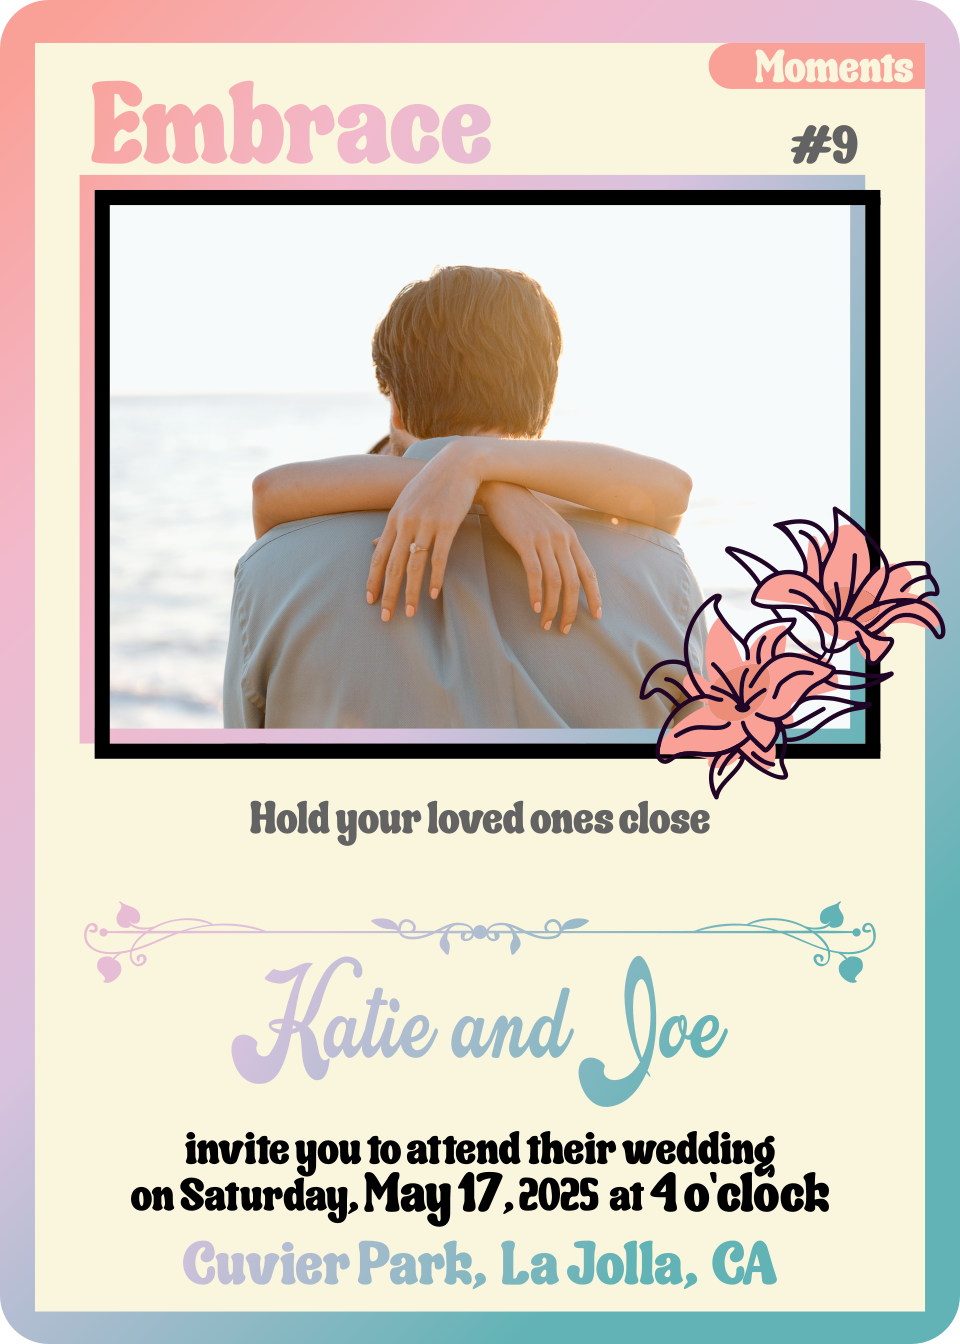 Moments
Embrace
#9
Hold your loved ones close
Katie and Joe
invite you to attend their wedding
on Saturday, May 17, 2025 at 4 o'clock
Cuvier Park, La Jolla, CA